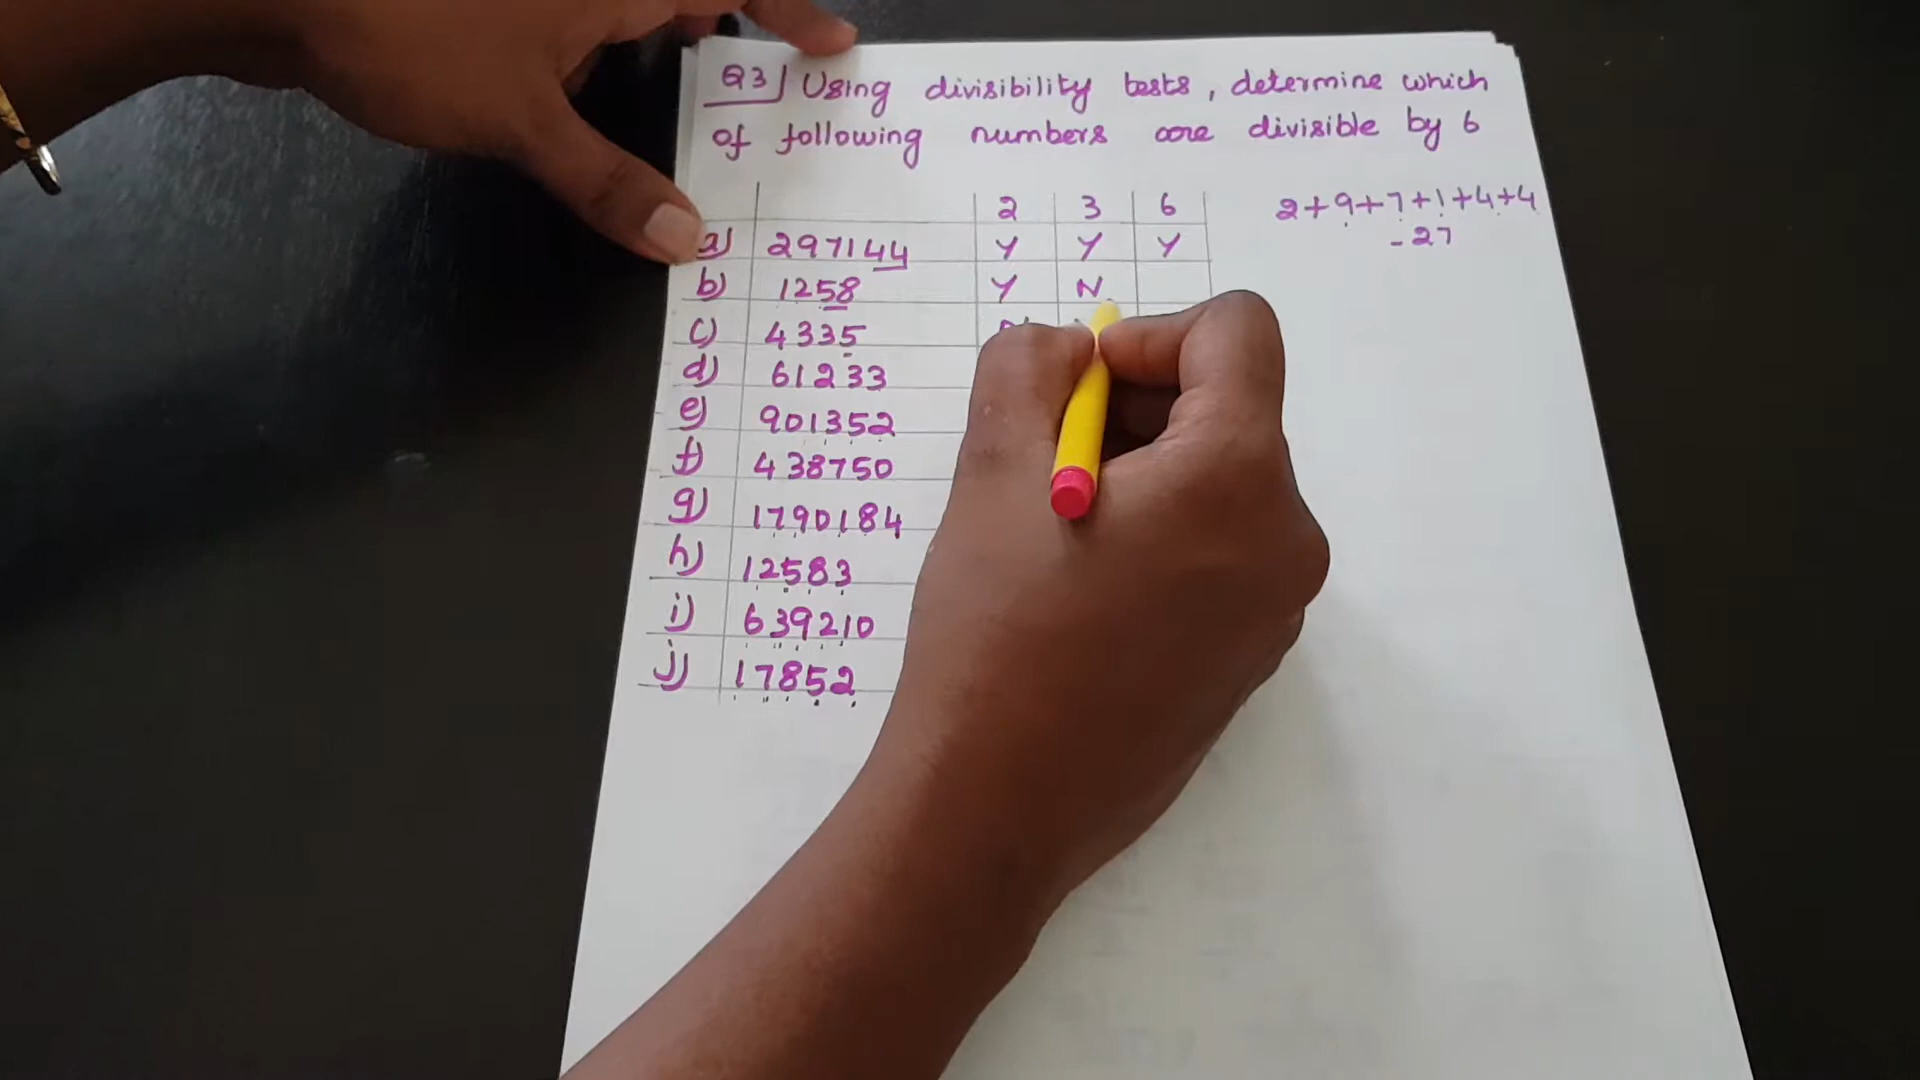 Q3 Using divisibility tests, determine which
of following numbers are divisible by 6
2 3 6
a) 297144 Y Y Y
2+9+7+1+4+4
- 27
b) 1258 Y N
c) 4335
d) 61233
e) 901352
f) 438750
g) 1790184
h) 12583
i) 639210
j) 17852